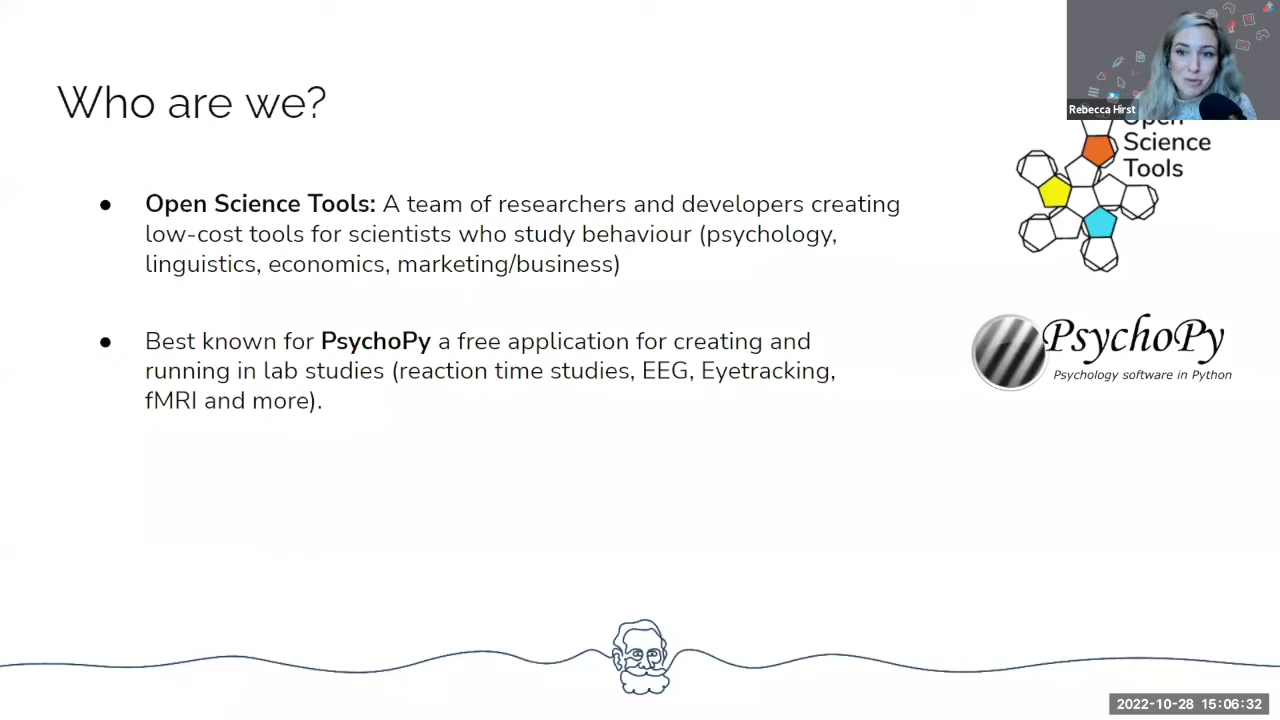 Who are we?
Rebecca Hirst
Open
Science
Tools
● Open Science Tools: A team of researchers and developers creating
low-cost tools for scientists who study behaviour (psychology,
linguistics, economics, marketing/business)
● Best known for PsychoPy a free application for creating and
running in lab studies (reaction time studies, EEG, Eyetracking,
fMRI and more).
PsychoPy
Psychology software in Python
2022-10-28 15:06:32